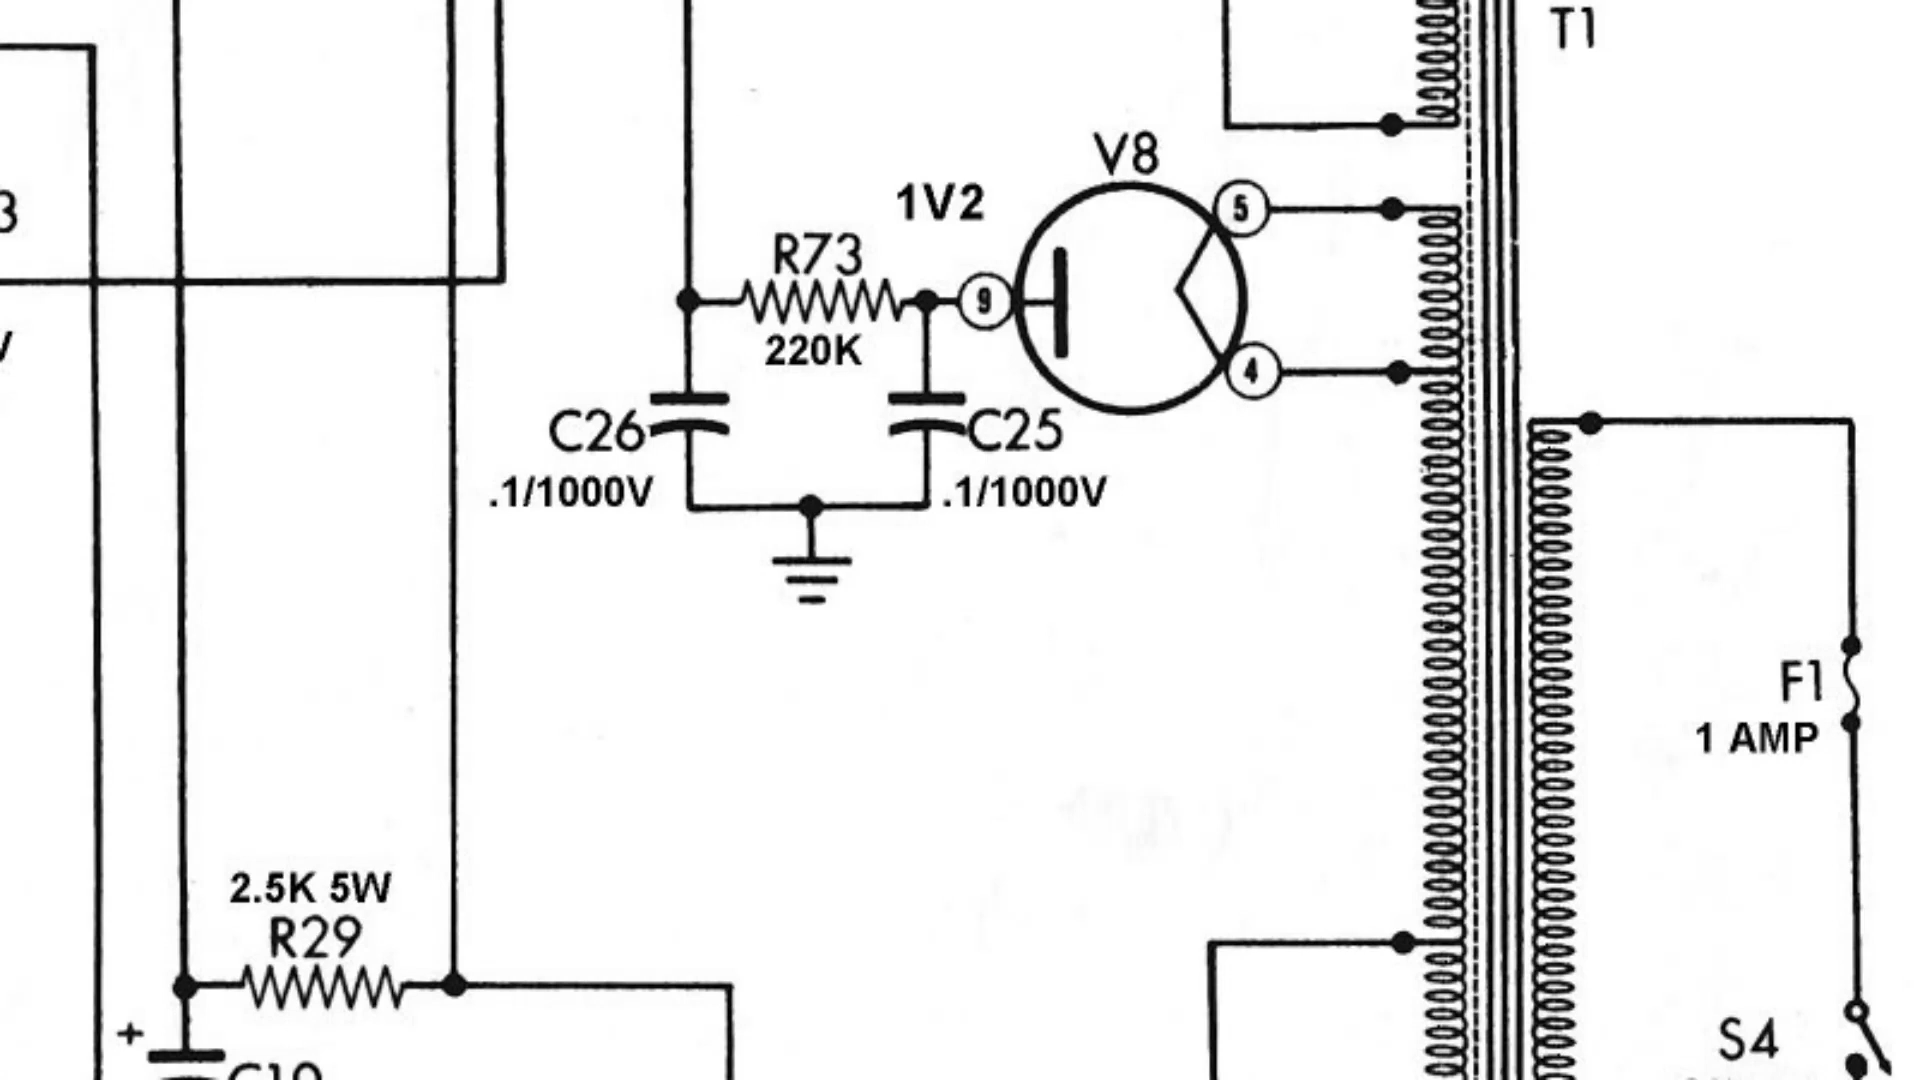 T1
V8
1V2
5
3
R73
9
220K
4
C26
C25
.1/1000V
.1/1000V
F1
1 AMP
2.5K 5W
R29
S4
+